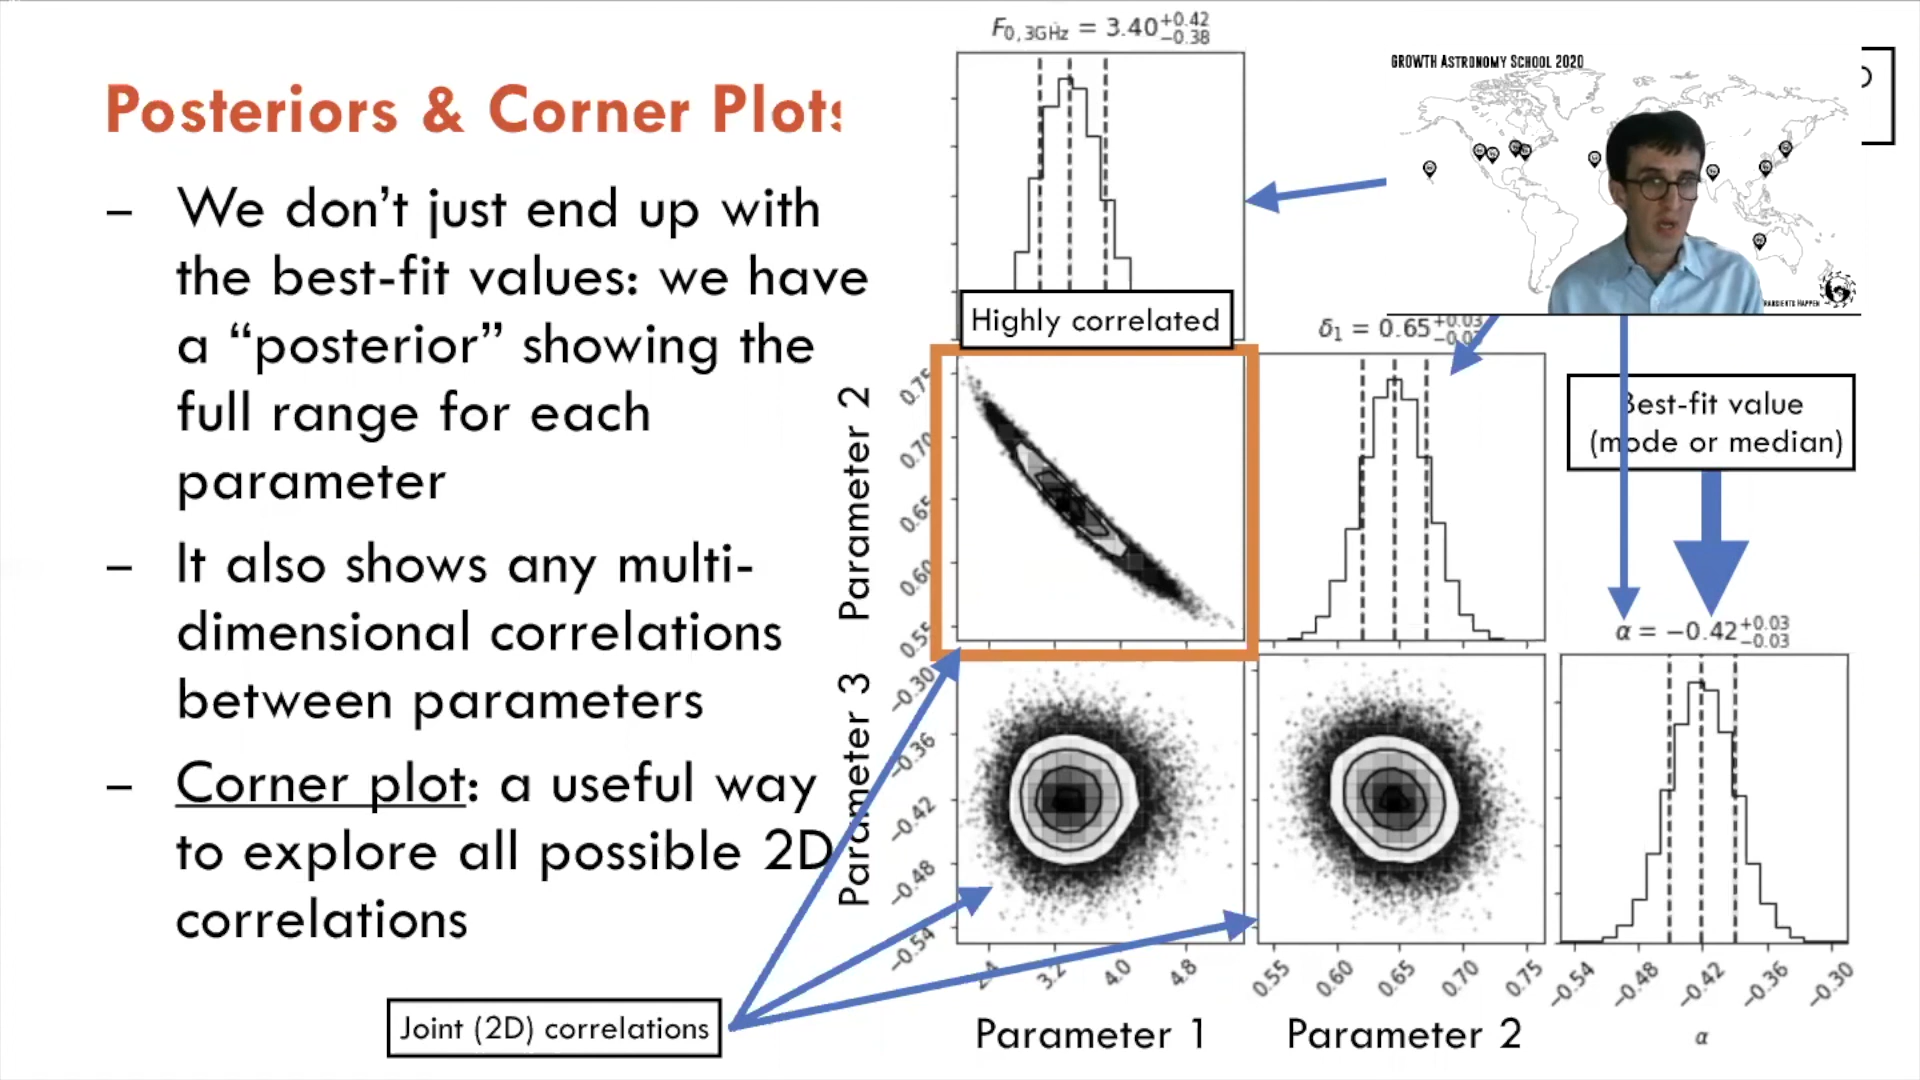 Posteriors & Corner Plots
– We don’t just end up with
the best-fit values: we have
a “posterior” showing the
full range for each
parameter
– It also shows any multi-
dimensional correlations
between parameters
– Corner plot: a useful way
to explore all possible 2D
correlations
Joint (2D) correlations
F0,3GHz = 3.40 +0.42 −0.38
Highly correlated
δ1 = 0.65 +0.03
Best-fit value
(mode or median)
α = −0.42 +0.03 −0.03
Parameter 2
0.75
0.70
0.65
0.60
0.55
Parameter 3
−0.30
−0.36
−0.42
−0.48
−0.54
2.4 3.2 4.0 4.8
0.55 0.60 0.65 0.70 0.75
−0.54 −0.48 −0.42 −0.36 −0.30
Parameter 1
Parameter 2
α
GROWTH ASTRONOMY SCHOOL 2020
HAPPEN